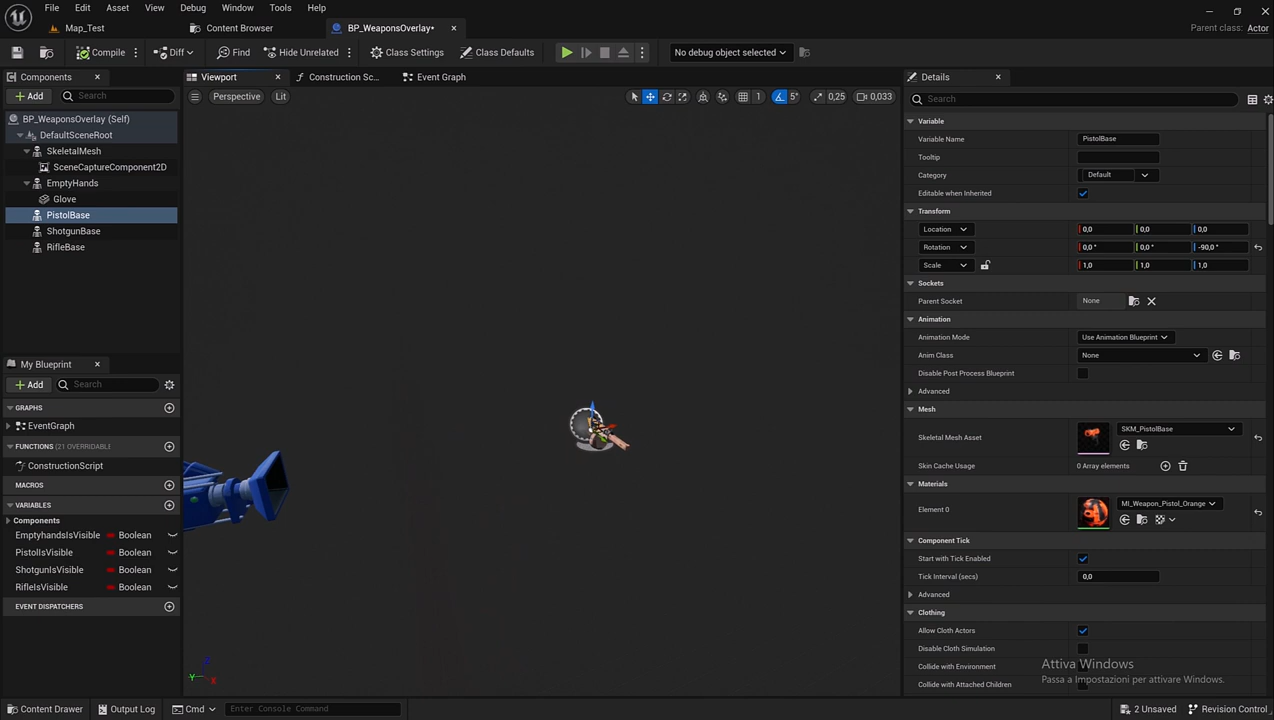 File Edit Asset View Debug Window Tools Help
Map_Test
Content Browser
BP_WeaponsOverlay•
Parent class: Actor
Compile
Diff
Find
Hide Unrelated
Class Settings
Class Defaults
No debug object selected
Components
Add
Search
BP_WeaponsOverlay (Self)
DefaultSceneRoot
SkeletalMesh
SceneCaptureComponent2D
EmptyHands
Glove
PistolBase
ShotgunBase
RifleBase
My Blueprint
Add
Search
GRAPHS
EventGraph
FUNCTIONS (21 OVERRIDABLE)
ConstructionScript
MACROS
VARIABLES
Components
EmptyhandsIsVisible Boolean
PistolIsVisible Boolean
ShotgunIsVisible Boolean
RifleIsVisible Boolean
EVENT DISPATCHERS
Viewport
Construction Sc...
Event Graph
Perspective
Lit
1
5°
0,25
0,033
Z
Y
X
Details
Search
Variable
Variable Name PistolBase
Tooltip
Category Default
Editable when Inherited
Transform
Location 0,0 0,0 0,0
Rotation 0,0 ° 0,0 ° -90,0 °
Scale 1,0 1,0 1,0
Sockets
Parent Socket None
Animation
Animation Mode Use Animation Blueprint
Anim Class None
Disable Post Process Blueprint
Advanced
Mesh
Skeletal Mesh Asset SKM_PistolBase
Skin Cache Usage 0 Array elements
Materials
Element 0 MI_Weapon_Pistol_Orange
Component Tick
Start with Tick Enabled
Tick Interval (secs) 0,0
Advanced
Clothing
Allow Cloth Actors
Disable Cloth Simulation
Collide with Environment
Collide with Attached Children
Attiva Windows
Passa a Impostazioni per attivare Windows.
Content Drawer
Output Log
Cmd
Enter Console Command
2 Unsaved
Revision Control